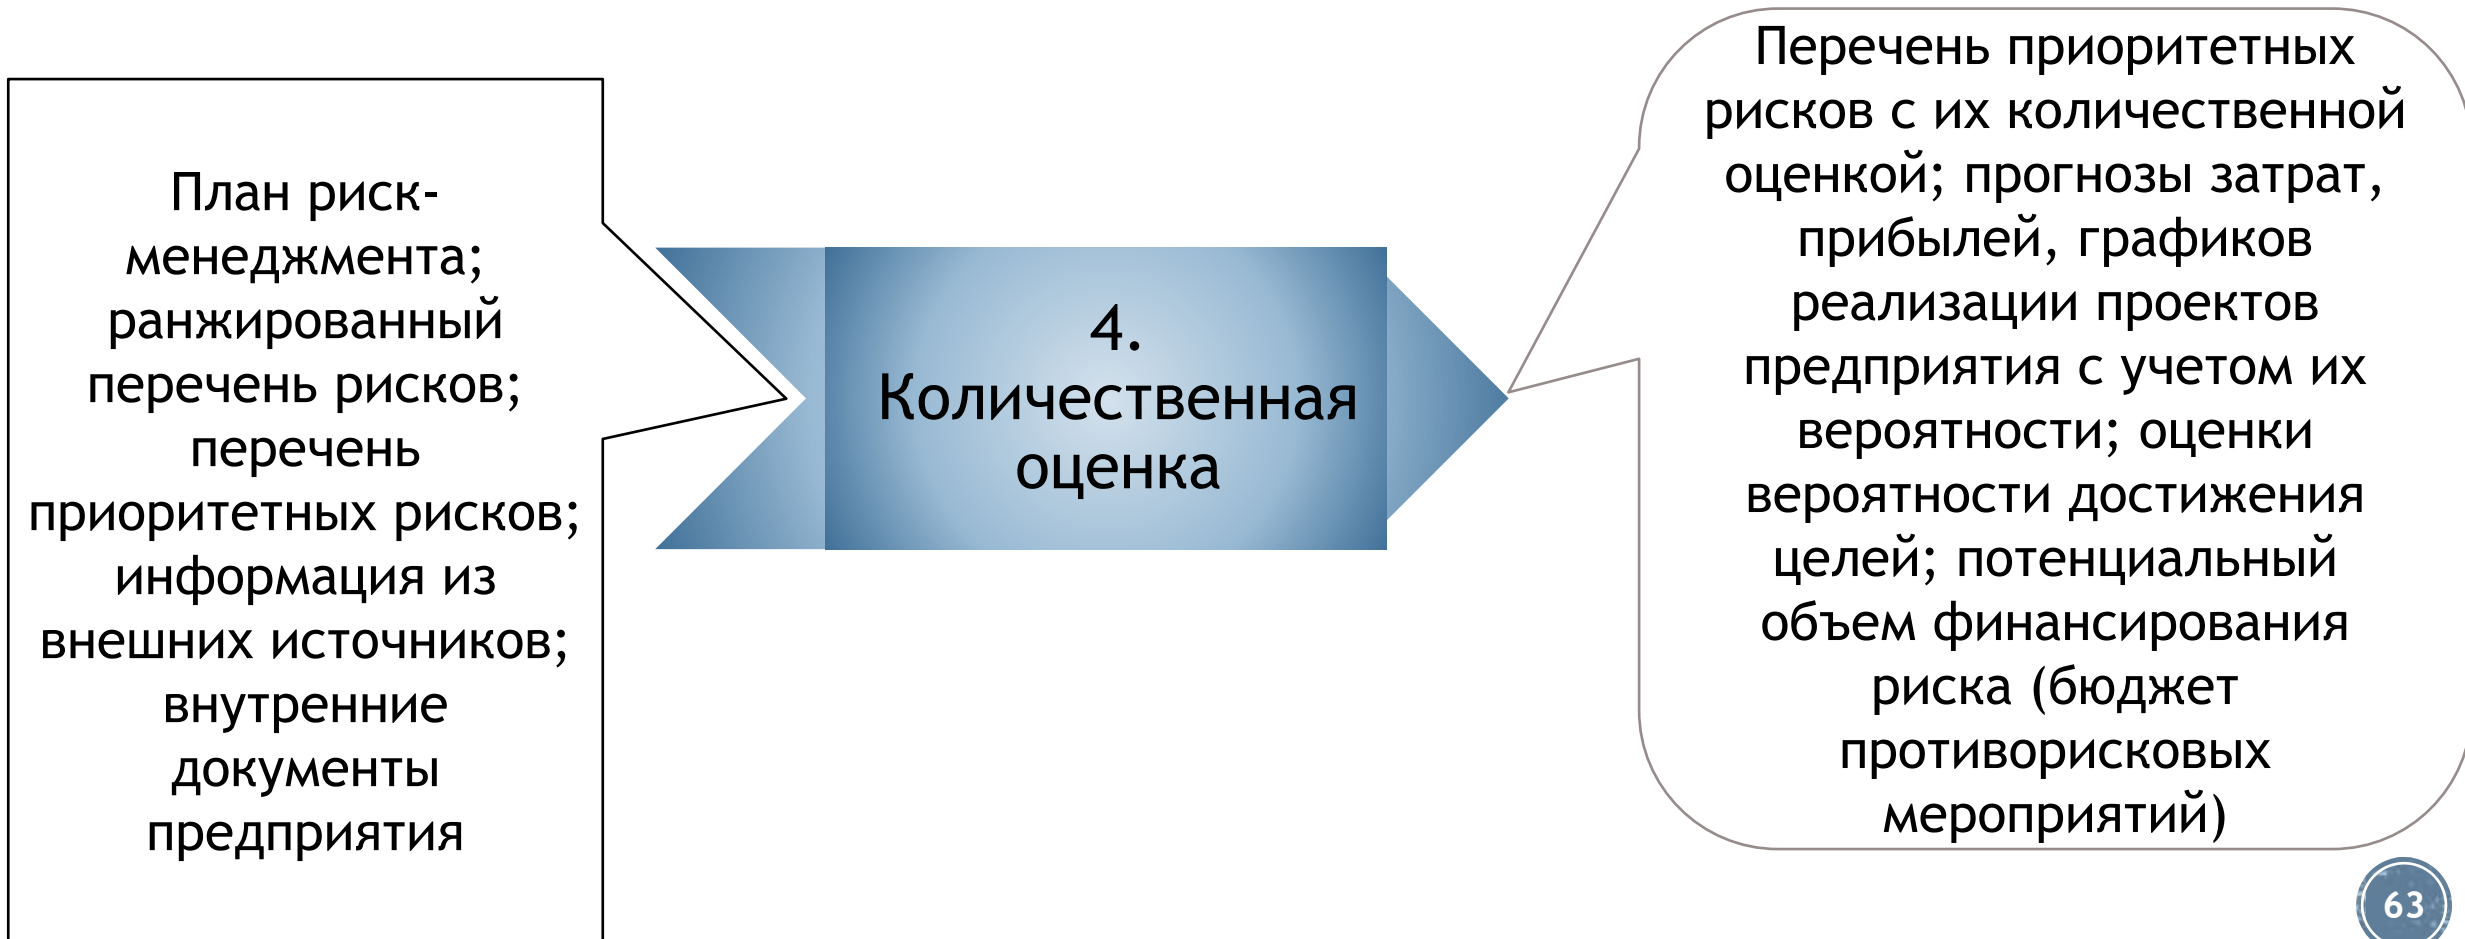 План риск-
менеджмента;
ранжированный
перечень рисков;
перечень
приоритетных рисков;
информация из
внешних источников;
внутренние
документы
предприятия
4.
Количественная
оценка
Перечень приоритетных
рисков с их количественной
оценкой; прогнозы затрат,
прибылей, графиков
реализации проектов
предприятия с учетом их
вероятности; оценки
вероятности достижения
целей; потенциальный
объем финансирования
риска (бюджет
противорисковых
мероприятий)
63